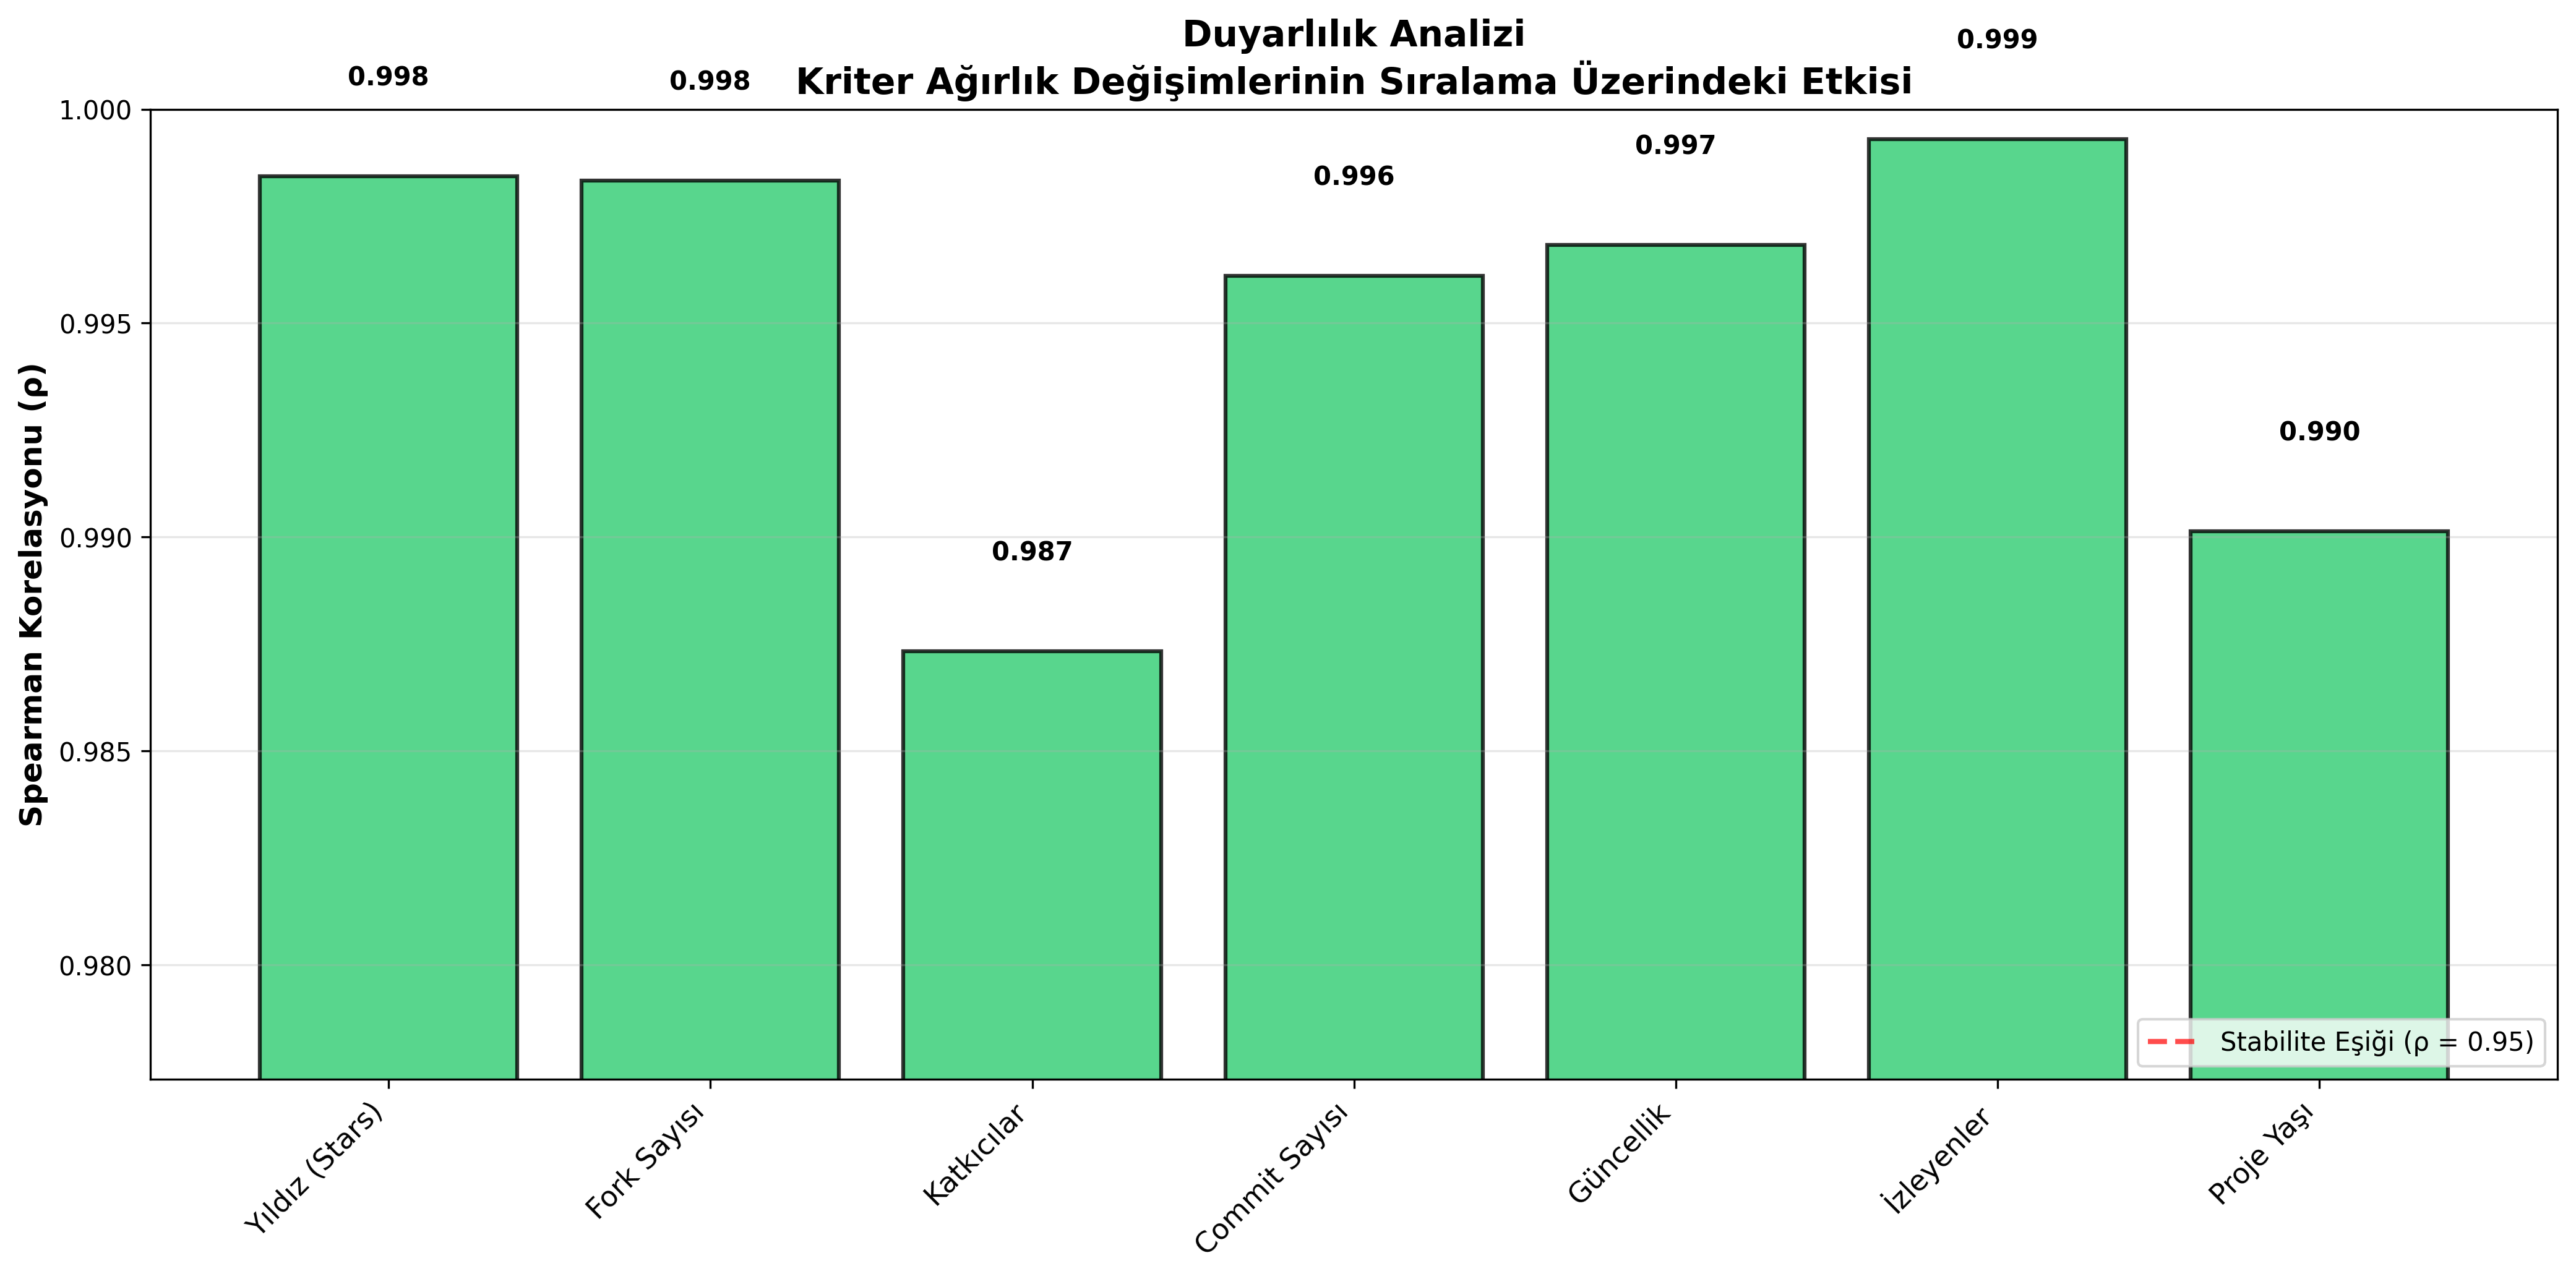 Duyarlılık Analizi
Kriter Ağırlık Değişimlerinin Sıralama Üzerindeki Etkisi
Spearman Korelasyonu (ρ)
1.000
0.995
0.990
0.985
0.980
0.998
0.998
0.987
0.996
0.997
0.999
0.990
Yıldız (Stars)
Fork Sayısı
Katkıcılar
Commit Sayısı
Güncellik
İzleyenler
Proje Yaşı
Stabilite Eşiği (ρ = 0.95)